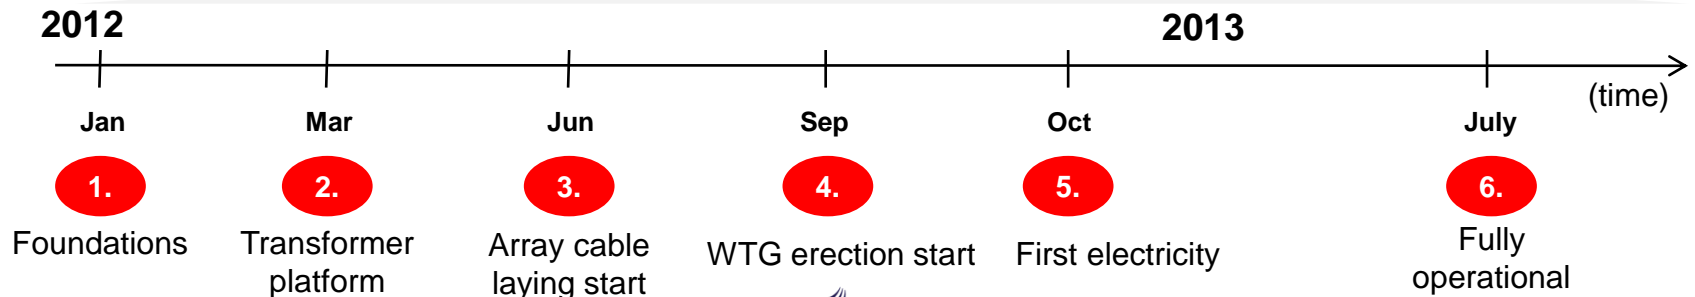 2012
2013
(time)
Jan
Mar
Jun
Sep
Oct
July
1.
2.
3.
4.
5.
6.
Foundations
Transformer
platform
Array cable
laying start
WTG erection start
First electricity
Fully
operational